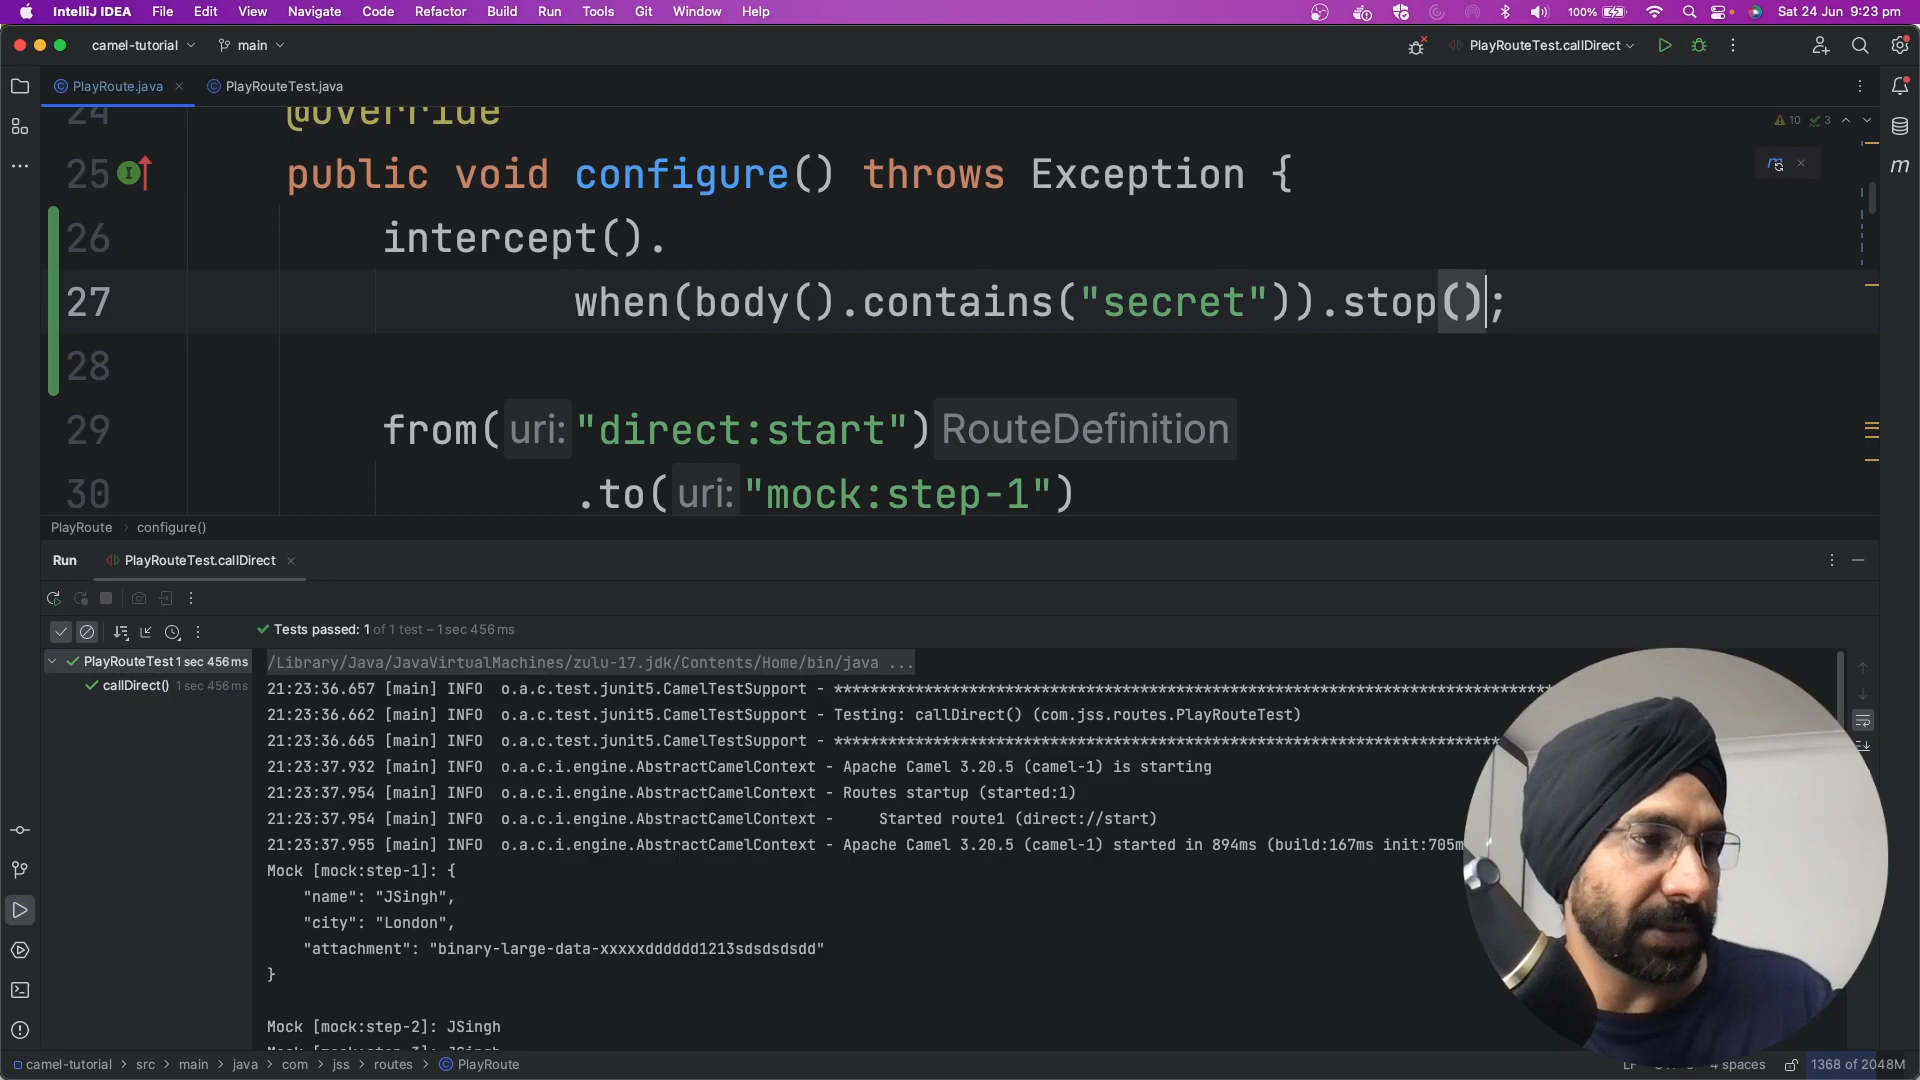 IntelliJ IDEA File Edit View Navigate Code Refactor Build Run Tools Git Window Help 100% Sat 24 Jun 9:23 pm
camel-tutorial main PlayRouteTest.callDirect
PlayRoute.java PlayRouteTest.java
24 @Override
10 3
25 public void configure() throws Exception {
26 intercept().
27 when(body().contains("secret")).stop();
28
29 from( uri: "direct:start") RouteDefinition
30 .to( uri: "mock:step-1")
PlayRoute configure()
Run PlayRouteTest.callDirect
Tests passed: 1 of 1 test – 1 sec 456 ms
PlayRouteTest 1 sec 456 ms
callDirect() 1 sec 456 ms
/Library/Java/JavaVirtualMachines/zulu-17.jdk/Contents/Home/bin/java ...
21:23:36.657 [main] INFO o.a.c.test.junit5.CamelTestSupport - ********************************************************************************
21:23:36.662 [main] INFO o.a.c.test.junit5.CamelTestSupport - Testing: callDirect() (com.jss.routes.PlayRouteTest)
21:23:36.665 [main] INFO o.a.c.test.junit5.CamelTestSupport - **************************************************************************
21:23:37.932 [main] INFO o.a.c.i.engine.AbstractCamelContext - Apache Camel 3.20.5 (camel-1) is starting
21:23:37.954 [main] INFO o.a.c.i.engine.AbstractCamelContext - Routes startup (started:1)
21:23:37.954 [main] INFO o.a.c.i.engine.AbstractCamelContext - Started route1 (direct://start)
21:23:37.955 [main] INFO o.a.c.i.engine.AbstractCamelContext - Apache Camel 3.20.5 (camel-1) started in 894ms (build:167ms init:705m
Mock [mock:step-1]: {
"name": "JSingh",
"city": "London",
"attachment": "binary-large-data-xxxxxdddddd1213sdsdsdsdd"
}
Mock [mock:step-2]: JSingh
camel-tutorial src main java com jss routes PlayRoute LF 4 spaces 1368 of 2048M